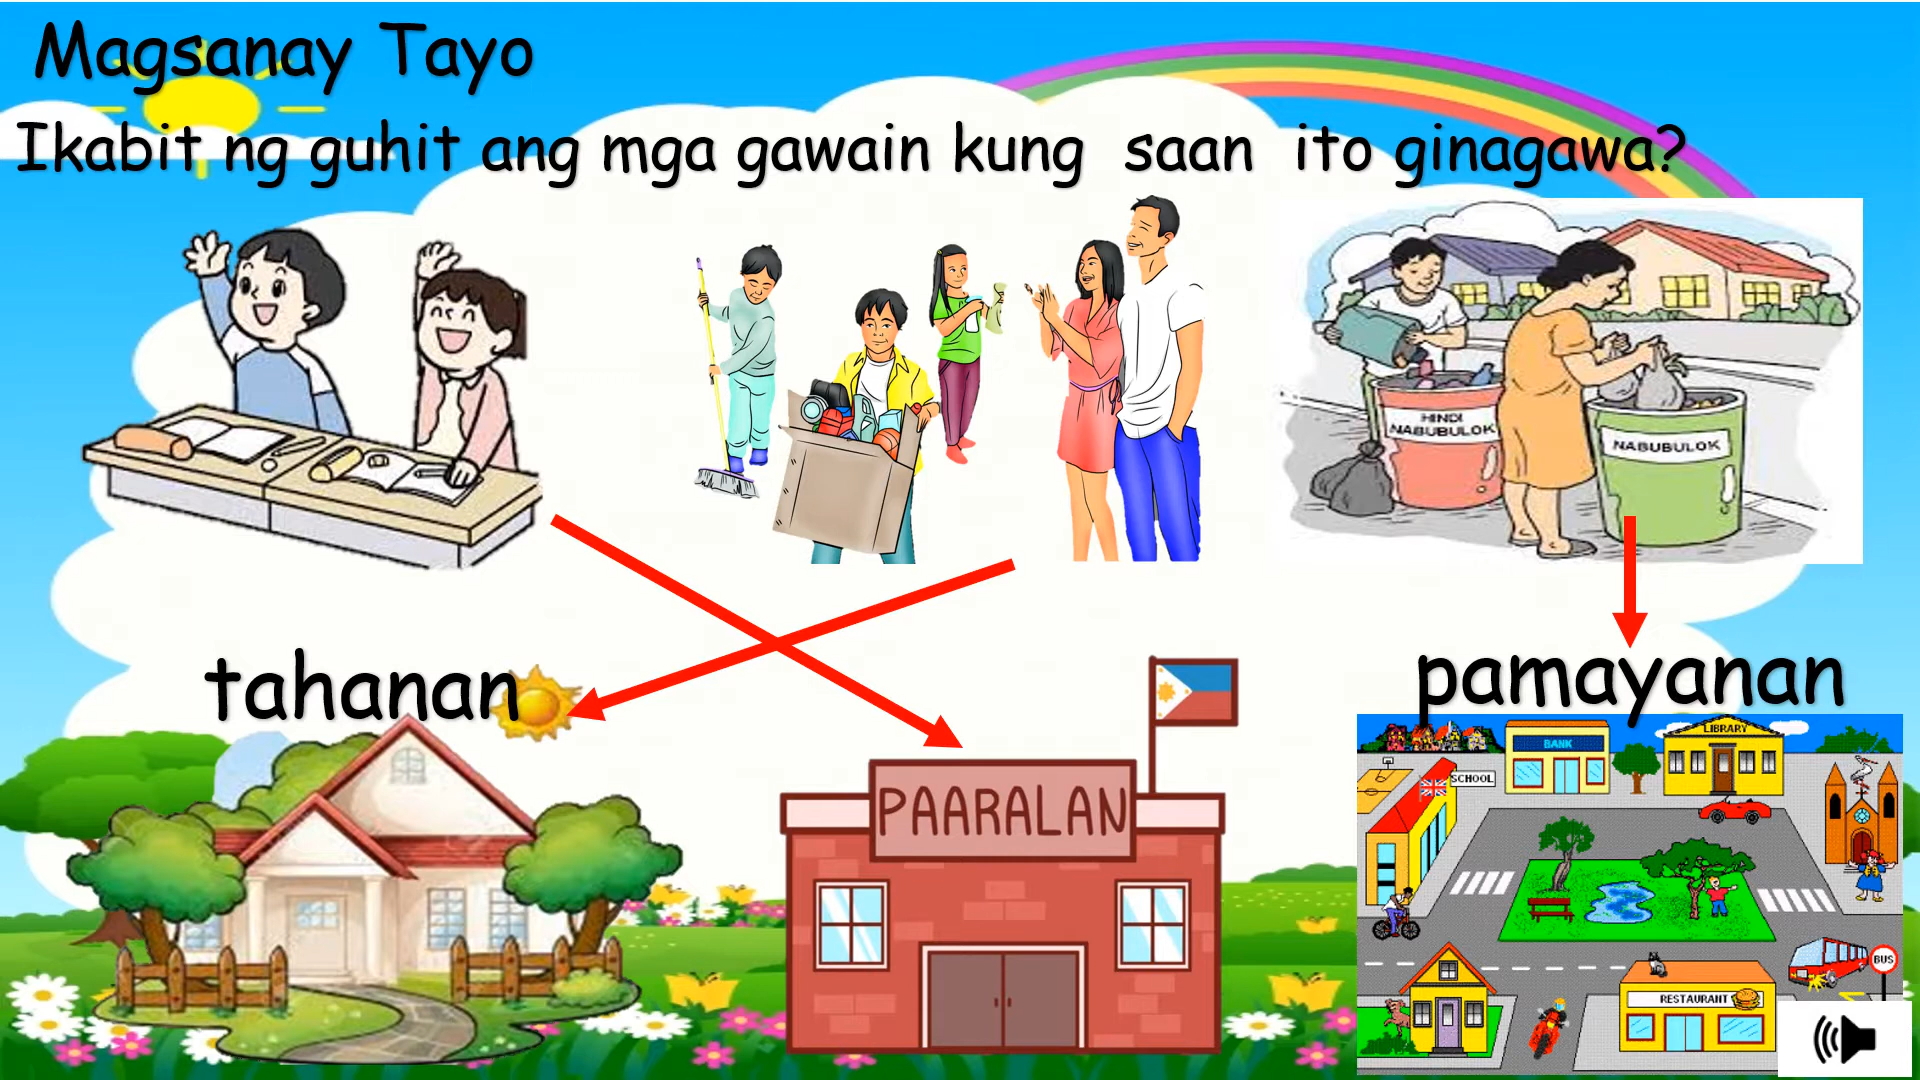 Magsanay Tayo
Ikabit ng guhit ang mga gawain kung saan ito ginagawa?
HINDI
NABUBULOK
NABUBULOK
tahanan
pamayanan
PAARALAN
BANK
LIBRARY
SCHOOL
BUS
RESTAURANT